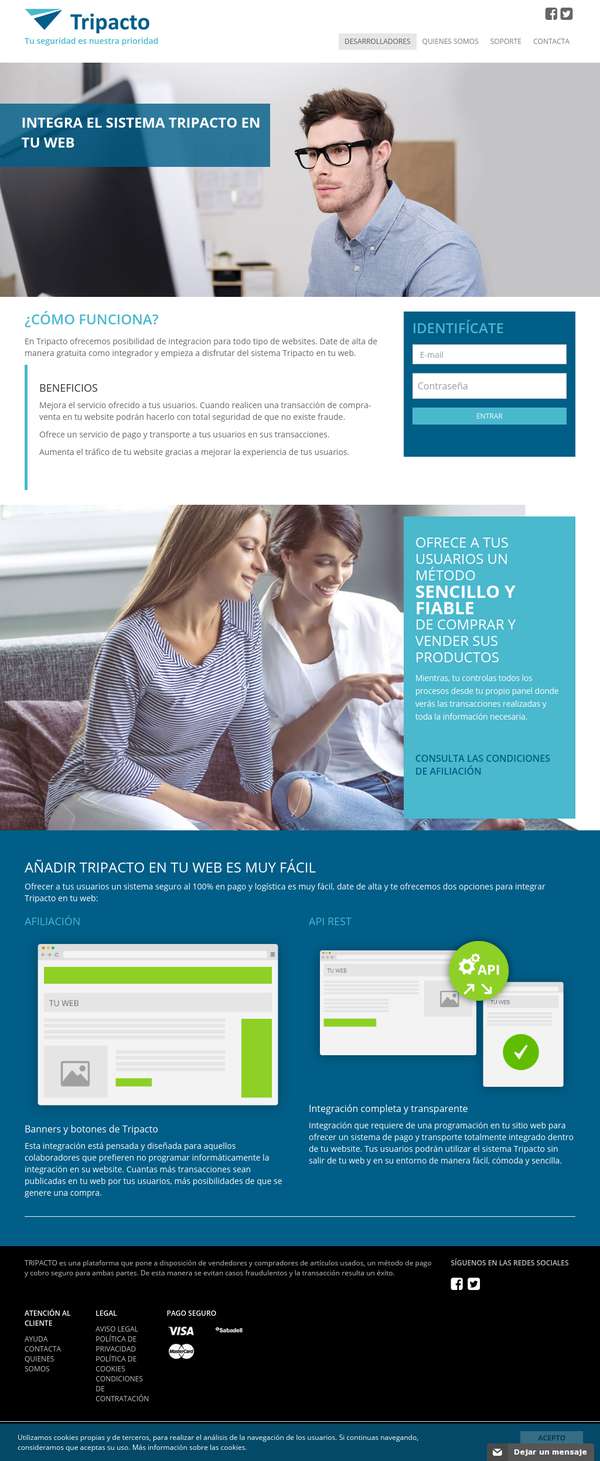 Tripacto
Tu seguridad es nuestra prioridad
DESARROLLADORES
QUIENES SOMOS
SOPORTE
CONTACTA
INTEGRA EL SISTEMA TRIPACTO EN
TU WEB
¿CÓMO FUNCIONA?
En Tripacto ofrecemos posibilidad de integracion para todo tipo de websites. Date de alta de
manera gratuita como integrador y empieza a disfrutar del sistema Tripacto en tu web.
BENEFICIOS
Mejora el servicio ofrecido a tus usuarios. Cuando realicen una transacción de compra-
venta en tu website podrán hacerlo con total seguridad de que no existe fraude.
Ofrece un servicio de pago y transporte a tus usuarios en sus transacciones.
Aumenta el tráfico de tu website gracias a mejorar la experiencia de tus usuarios.
IDENTIFÍCATE
E-mail
Contraseña
ENTRAR
OFRECE A TUS
USUARIOS UN
MÉTODO
SENCILLO Y
FIABLE
DE COMPRAR Y
VENDER SUS
PRODUCTOS
Mientras, tu controlas todos los
procesos desde tu propio panel donde
verás las transacciones realizadas y
toda la información necesaria.
CONSULTA LAS CONDICIONES
DE AFILIACIÓN
AÑADIR TRIPACTO EN TU WEB ES MUY FÁCIL
Ofrecer a tus usuarios un sistema seguro al 100% en pago y logística es muy fácil, date de alta y te ofrecemos dos opciones para integrar
Tripacto en tu web:
AFILIACIÓN
TU WEB
Banners y botones de Tripacto
Esta integración está pensada y diseñada para aquellos
colaboradores que prefieren no programar informáticamente la
integración en su website. Cuantas más transacciones sean
publicadas en tu web por tus usuarios, más posibilidades de que se
genere una compra.
API REST
TU WEB
API
TU WEB
Integración completa y transparente
Integración que requiere de una programación en tu sitio web para
ofrecer un sistema de pago y transporte totalmente integrado dentro
de tu website. Tus usuarios podrán utilizar el sistema Tripacto sin
salir de tu web y en su entorno de manera fácil, cómoda y sencilla.
TRIPACTO es una plataforma que pone a disposición de vendedores y compradores de artículos usados, un método de pago
y cobro seguro para ambas partes. De esta manera se evitan casos fraudulentos y la transacción resulta un éxito.
SÍGUENOS EN LAS REDES SOCIALES
ATENCIÓN AL
CLIENTE
AYUDA
CONTACTA
QUIENES
SOMOS
LEGAL
AVISO LEGAL
POLÍTICA DE
PRIVACIDAD
POLÍTICA DE
COOKIES
CONDICIONES
DE
CONTRATACIÓN
PAGO SEGURO
VISA
Sabadell
MasterCard
Utilizamos cookies propias y de terceros, para realizar el análisis de la navegación de los usuarios. Si continuas navegando,
consideramos que aceptas su uso. Más información sobre las cookies.
ACEPTO
Dejar un mensaje